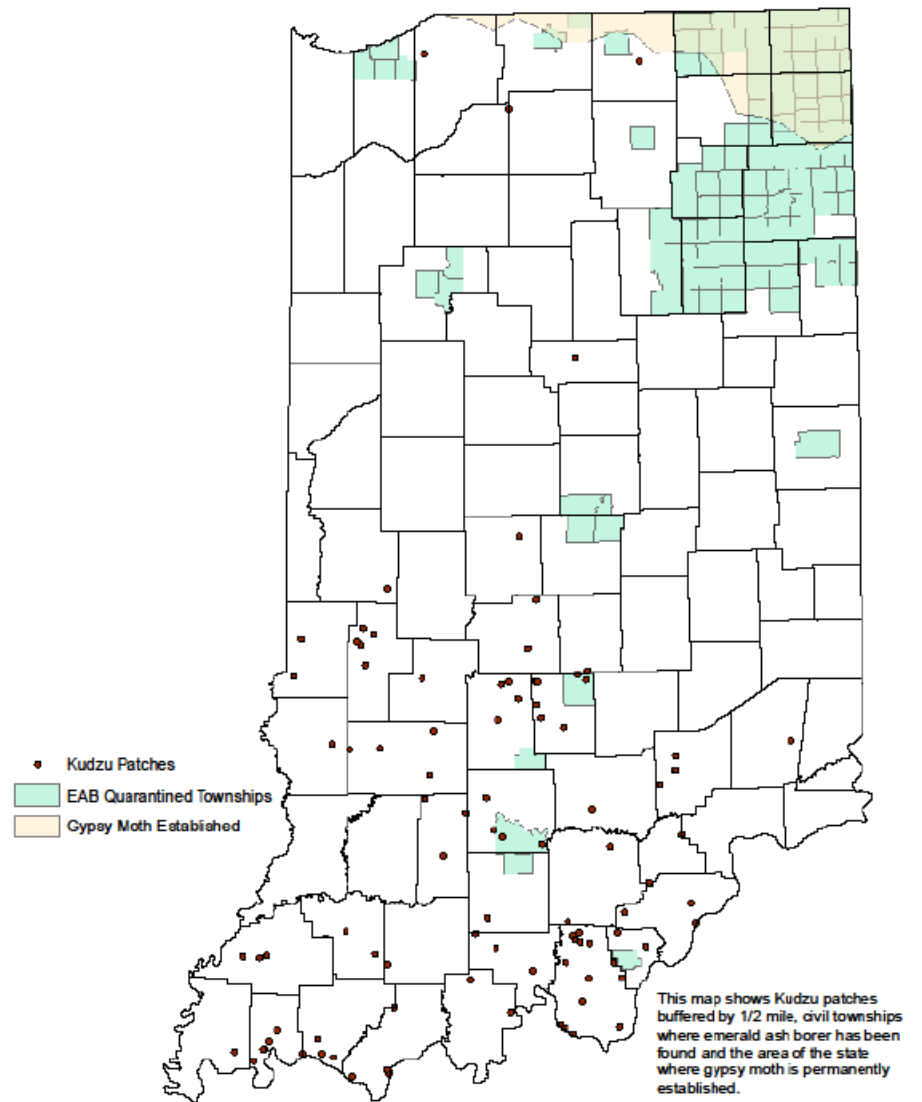 Kudzu Patches
EAB Quarantined Townships
Gypsy Moth Established
This map shows Kudzu patches
buffered by 1/2 mile, civil townships
where emerald ash borer has been
found and the area of the state
where gypsy moth is permanently
established.